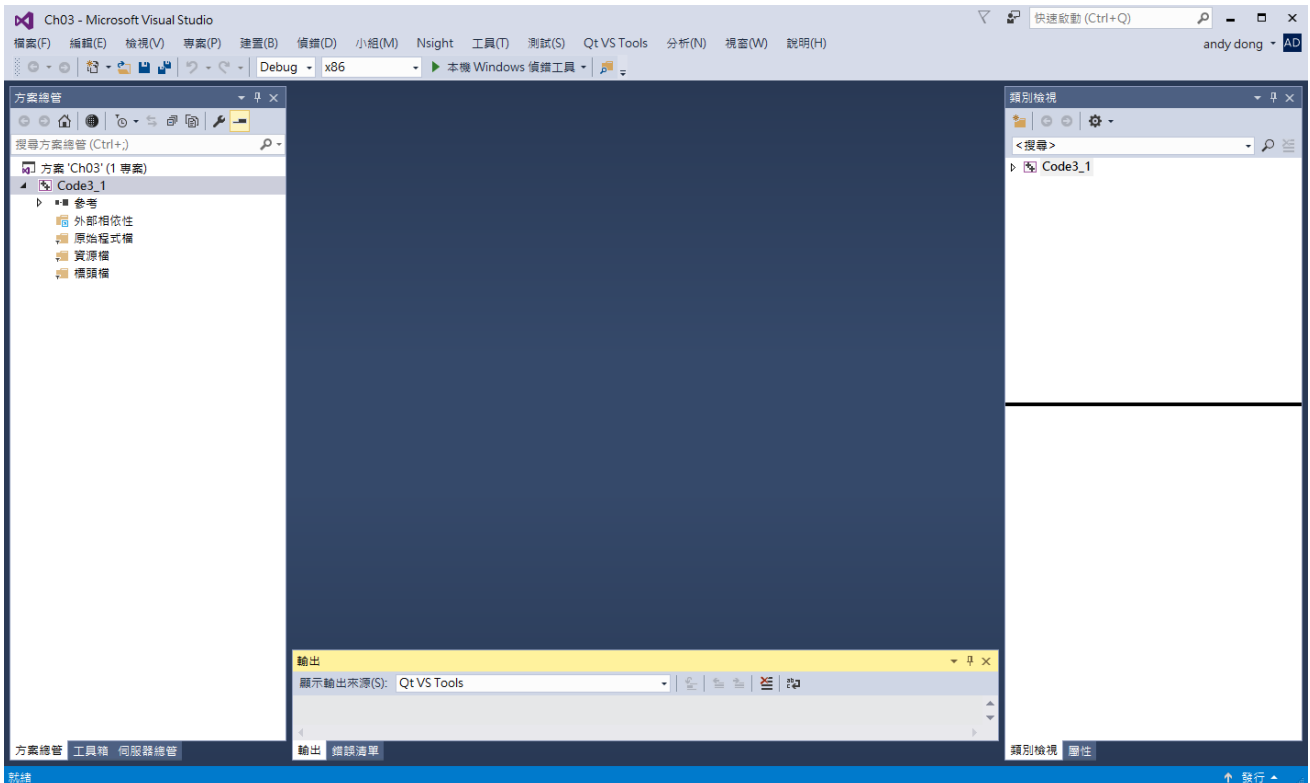 Ch03 - Microsoft Visual Studio
快速啟動 (Ctrl+Q)
檔案(F) 編輯(E) 檢視(V) 專案(P) 建置(B) 偵錯(D) 小組(M) Nsight 工具(T) 測試(S) Qt VS Tools 分析(N) 視窗(W) 說明(H)
andy dong AD
Debug x86 本機 Windows 偵錯工具
方案總管
搜尋方案總管 (Ctrl+;)
方案 'Ch03' (1 專案)
Code3_1
參考
外部相依性
原始程式檔
資源檔
標頭檔
輸出
顯示輸出來源(S): Qt VS Tools
類別檢視
<搜尋>
Code3_1
方案總管 工具箱 伺服器總管
輸出 錯誤清單
類別檢視 屬性
就緒
發行